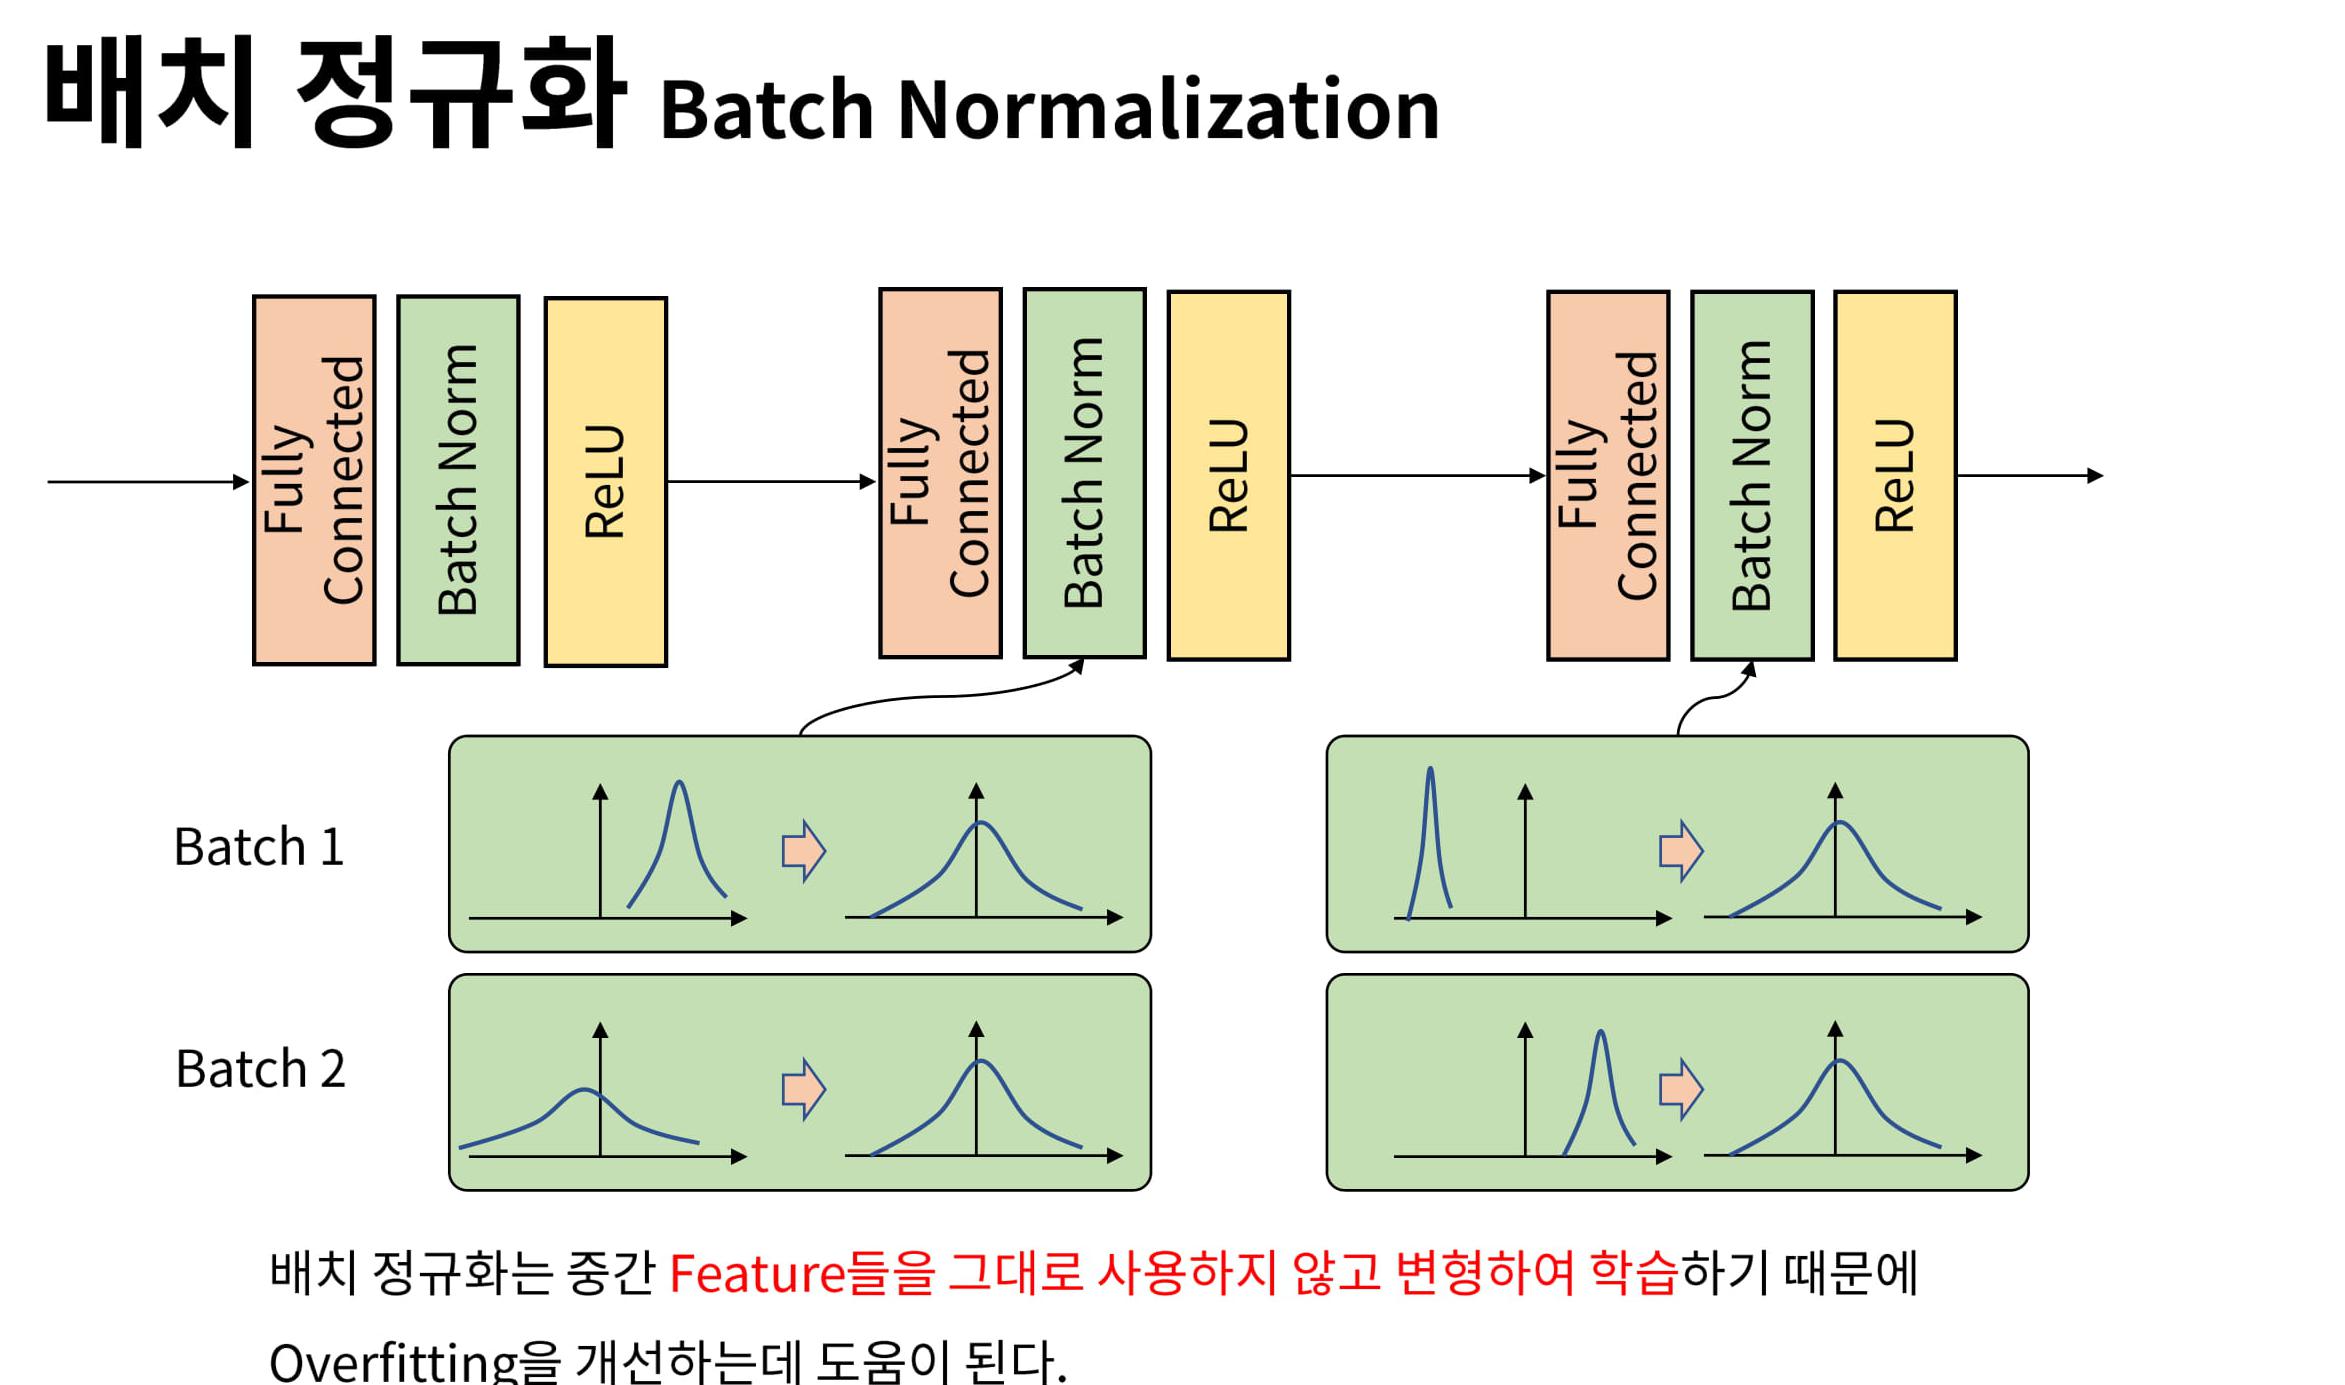 배치 정규화 Batch Normalization
Fully
Connected
Batch Norm
ReLU
Fully
Connected
Batch Norm
ReLU
Fully
Connected
Batch Norm
ReLU
Batch 1
Batch 2
배치 정규화는 중간 Feature들을 그대로 사용하지 않고 변형하여 학습하기 때문에
Overfitting을 개선하는데 도움이 된다.